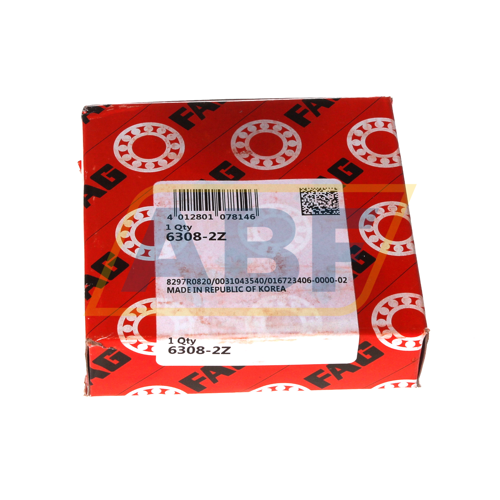 FAG
FAG
FAG
FAG
FAG
4 012801 078146
1 Qty
6308-2Z
ABF
8297R0820/0031043540/016723406-0000-02
MADE IN REPUBLIC OF KOREA
1 Qty
6308-2Z
FAG
FAG